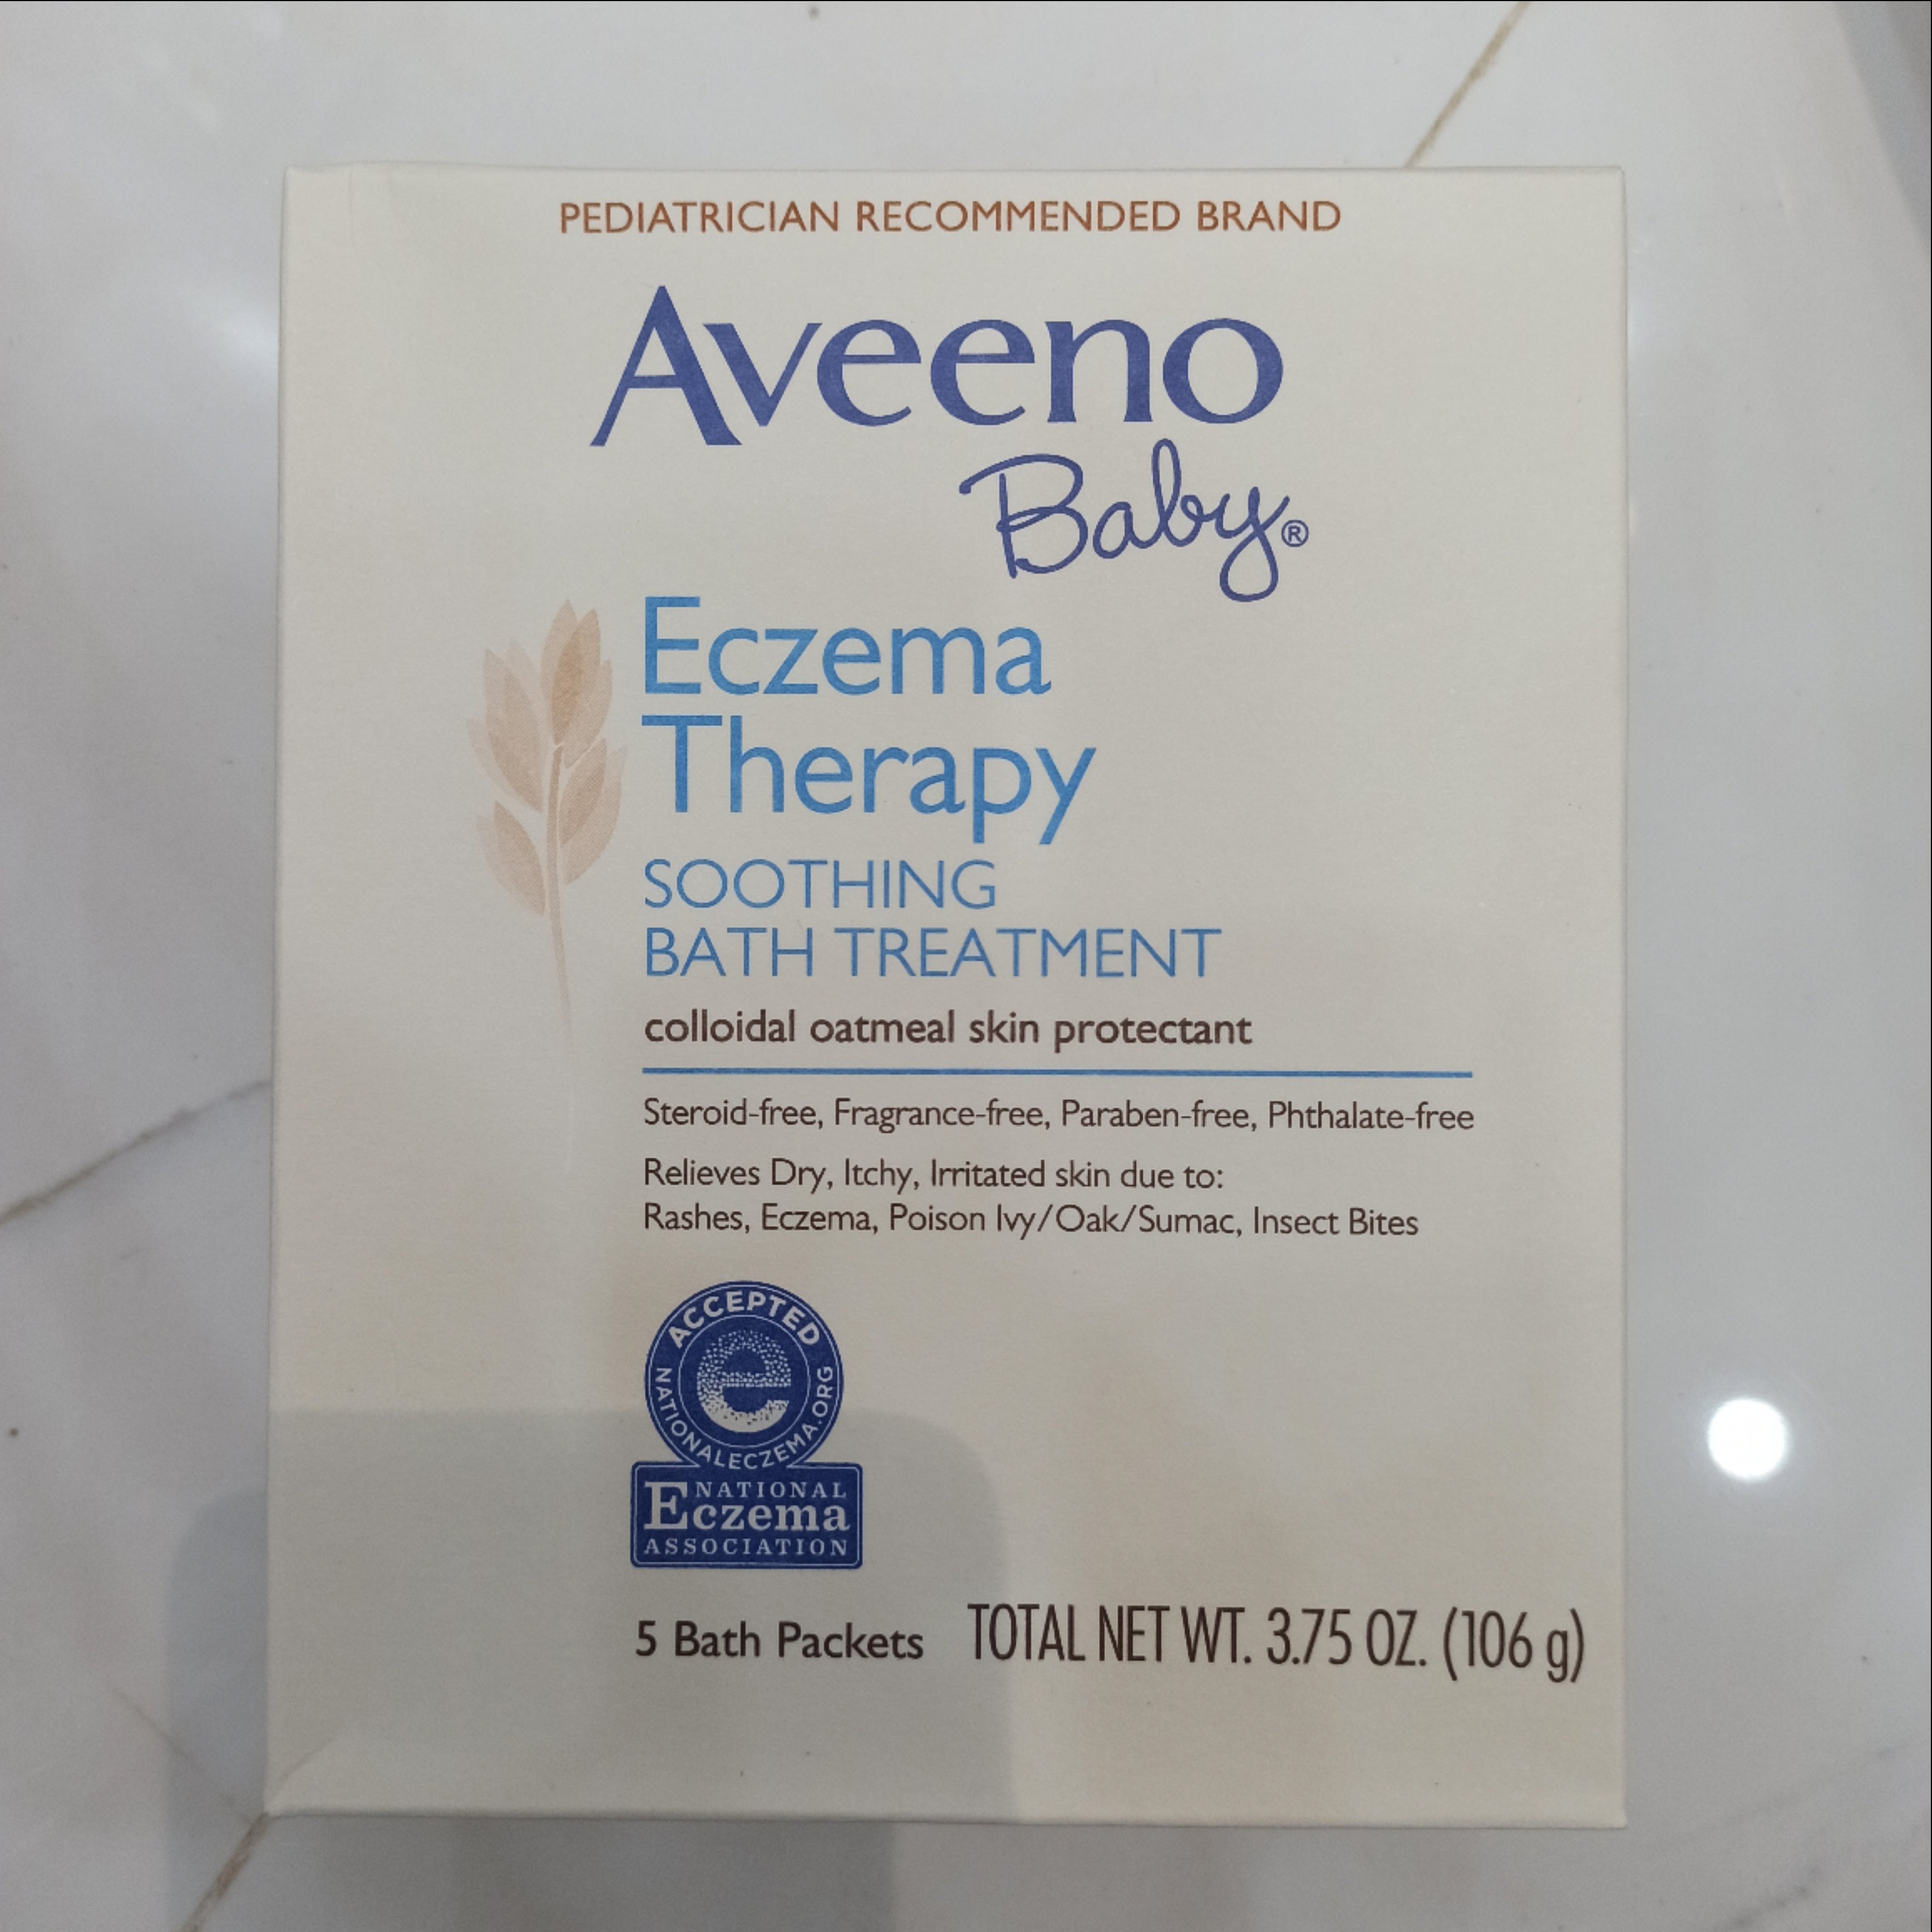 PEDIATRICIAN RECOMMENDED BRAND
Aveeno
Baby®
Eczema
Therapy
SOOTHING
BATH TREATMENT
colloidal oatmeal skin protectant
Steroid-free, Fragrance-free, Paraben-free, Phthalate-free
Relieves Dry, Itchy, Irritated skin due to:
Rashes, Eczema, Poison Ivy/Oak/Sumac, Insect Bites
ACCEPTED
e
NATIONALECZEMA.ORG
NATIONAL
Eczema
ASSOCIATION
5 Bath Packets TOTAL NET WT. 3.75 OZ. (106 g)